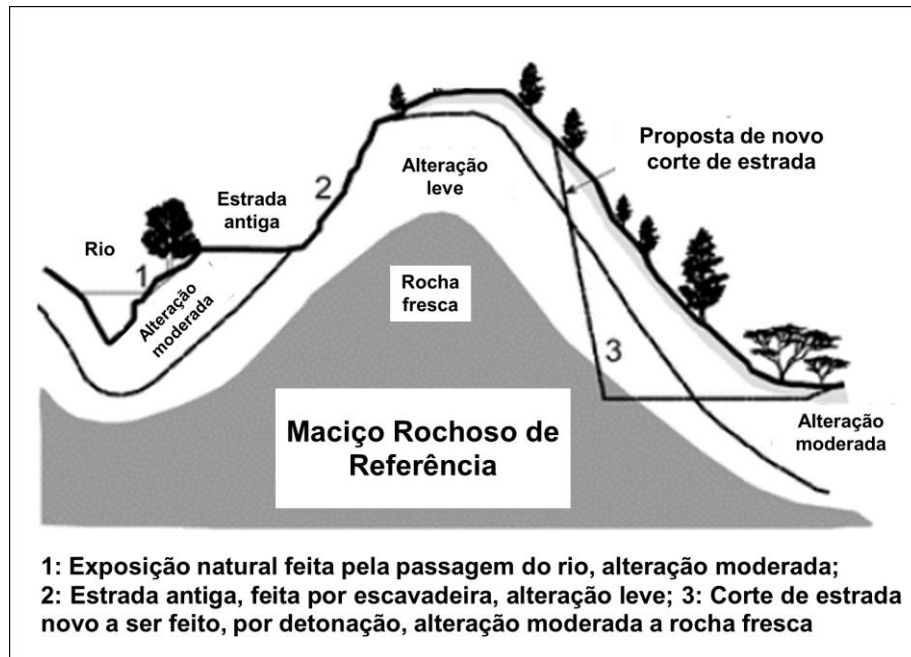 Proposta de novo
corte de estrada
Alteração
leve
2
Estrada
antiga
Rio
1
Alteração
moderada
Rocha
fresca
3
Maciço Rochoso de
Referência
Alteração
moderada
1: Exposição natural feita pela passagem do rio, alteração moderada;
2: Estrada antiga, feita por escavadeira, alteração leve; 3: Corte de estrada
novo a ser feito, por detonação, alteração moderada a rocha fresca